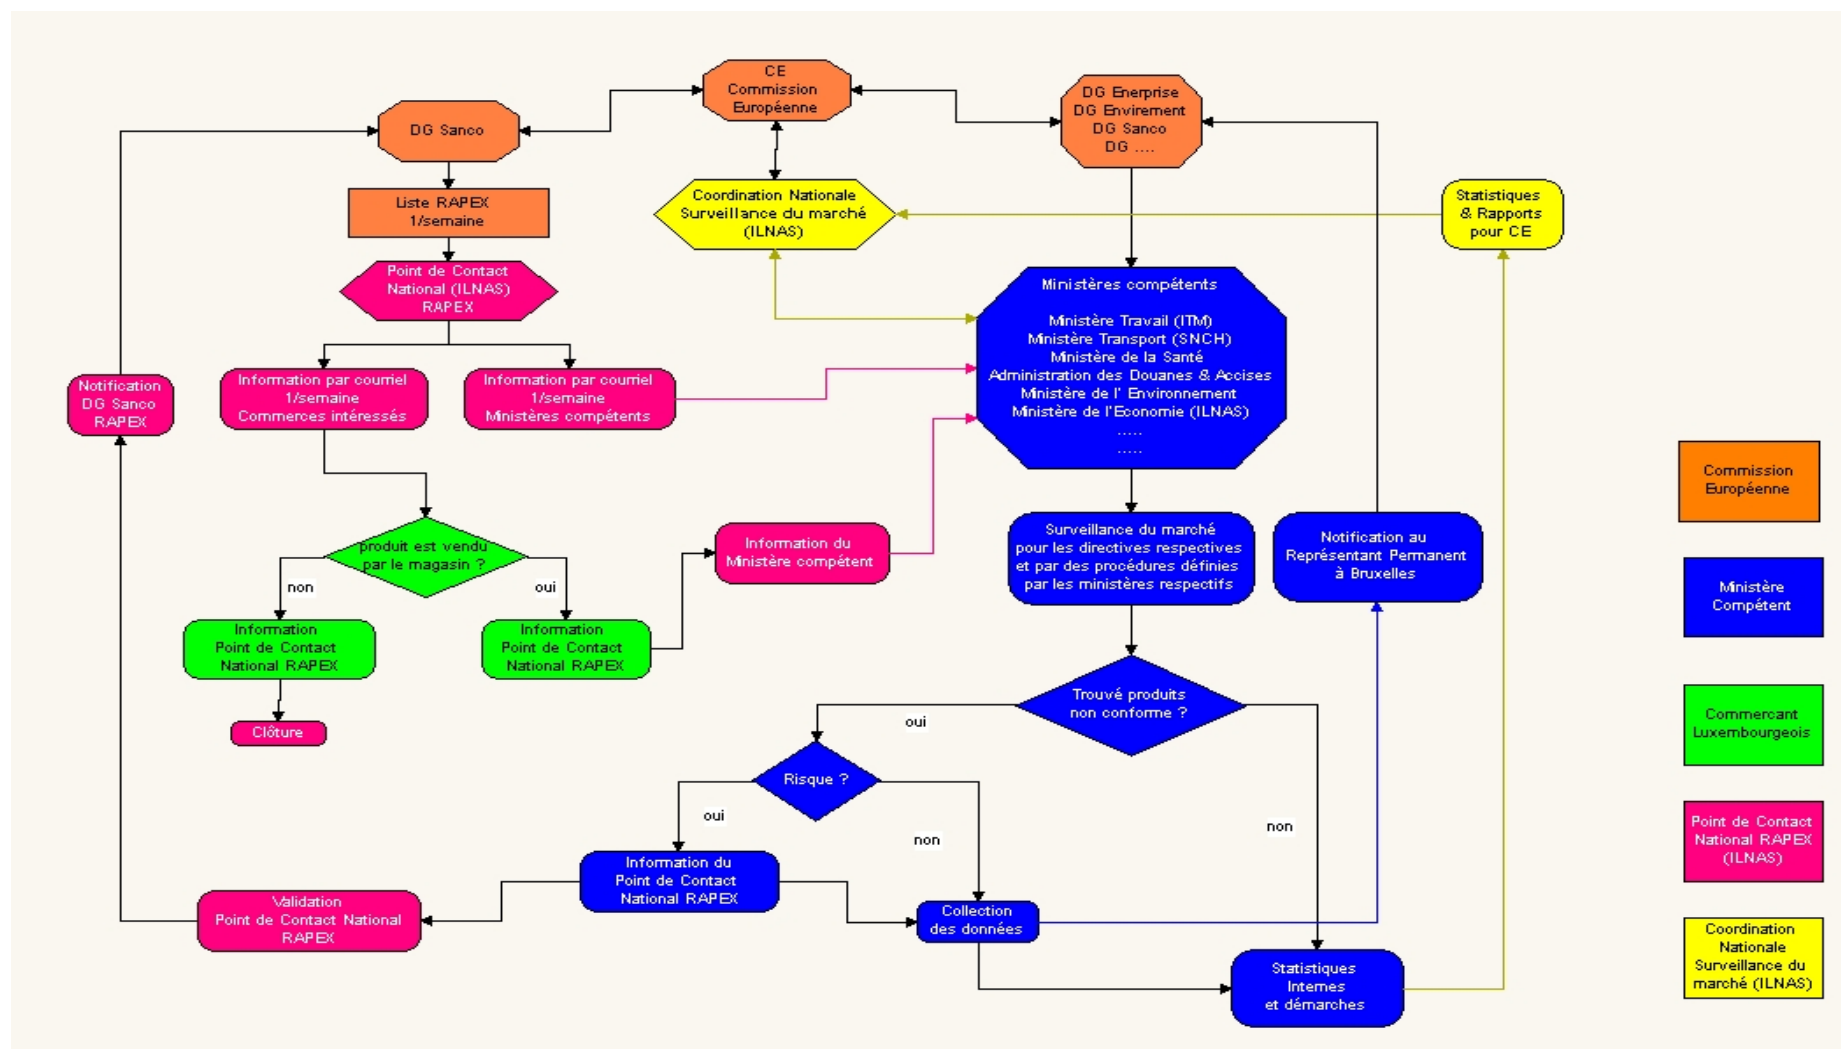 CE
Commission
Européenne
DG Sanco
DG Enerprise
DG Envirement
DG Sanco
DG ....
Liste RAPEX
1/semaine
Coordination Nationale
Surveillance du marché
(ILNAS)
Statistiques
& Rapports
pour CE
Point de Contact
National (ILNAS)
RAPEX
Ministères compétents
Ministère Travail (ITM)
Ministère Transport (SNCH)
Ministère de la Santé
Administration des Douanes & Accises
Ministère de l' Environnement
Ministère de l'Economie (ILNAS)
.....
.....
Notification
DG Sanco
RAPEX
Information par courriel
1/semaine
Commerces intéressés
Information par courriel
1/semaine
Ministères compétents
produit est vendu
par le magasin ?
non
oui
Information du
Ministère compétent
Surveillance du marché
pour les directives respectives
et par des procédures définies
par les ministères respectifs
Notification au
Représentant Permanent
à Bruxelles
Information
Point de Contact
National RAPEX
Information
Point de Contact
National RAPEX
Clôture
Trouvé produits
non conforme ?
oui
non
Risque ?
oui
non
Information du
Point de Contact
National RAPEX
Validation
Point de Contact National
RAPEX
Collection
des données
Statistiques
Internes
et démarches
Commission
Européenne
Ministère
Compétent
Commercant
Luxembourgeois
Point de Contact
National RAPEX
(ILNAS)
Coordination
Nationale
Surveillance du
marché (ILNAS)